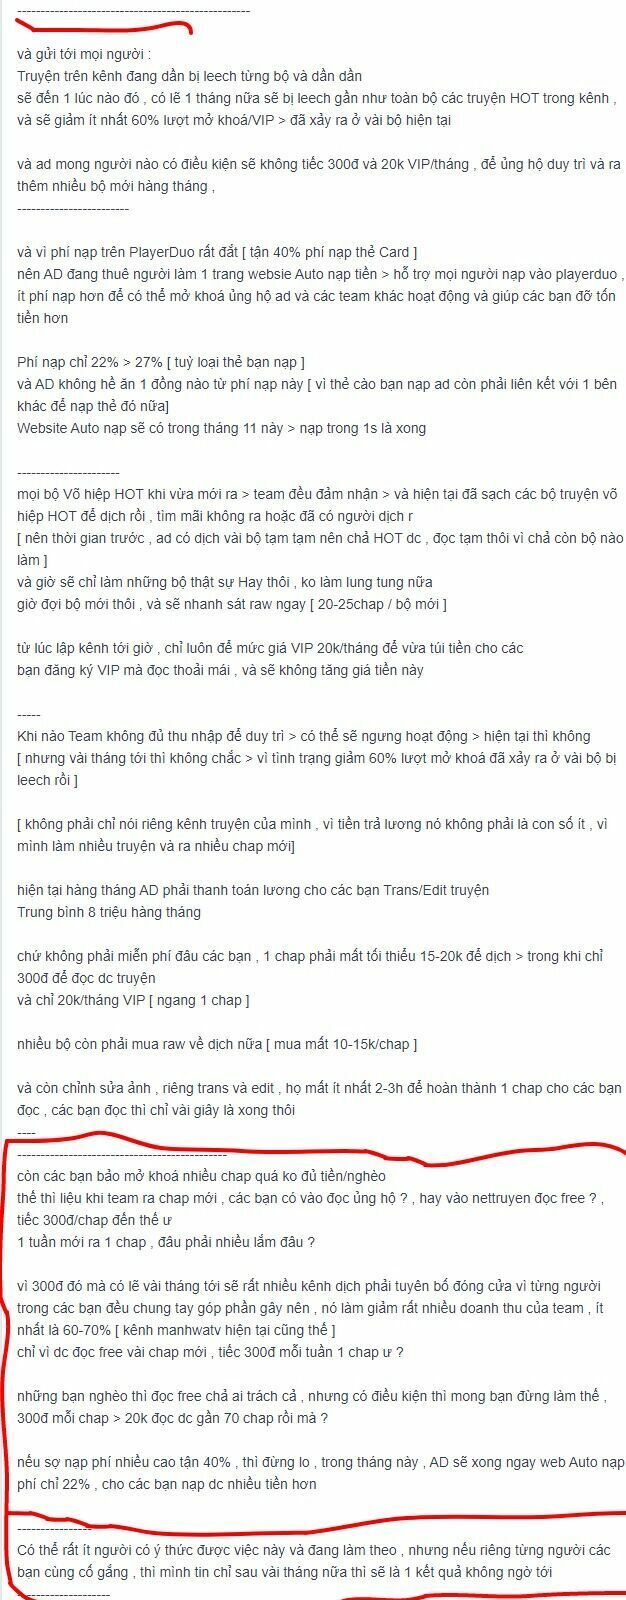 --------------------------------------------------
và gửi tới mọi người :
Truyện trên kênh đang dần bị leech từng bộ và dần dần
sẽ đến 1 lúc nào đó , có lẽ 1 tháng nữa sẽ bị leech gần như toàn bộ các truyện HOT trong kênh ,
và sẽ giảm ít nhất 60% lượt mở khoá/VIP > đã xảy ra ở vài bộ hiện tại
và ad mong người nào có điều kiện sẽ không tiếc 300đ và 20k VIP/tháng , để ủng hộ duy trì và ra
thêm nhiều bộ mới hàng tháng ,
------------------------
và vì phí nạp trên PlayerDuo rất đắt [ tận 40% phí nạp thẻ Card ]
nên AD đang thuê người làm 1 trang websie Auto nạp tiền > hỗ trợ mọi người nạp vào playerduo ,
ít phí nạp hơn để có thể mở khoá ủng hộ ad và các team khác hoạt động và giúp các bạn đỡ tốn
tiền hơn
Phí nạp chỉ 22% > 27% [ tuỳ loại thẻ bạn nạp ]
và AD không hề ăn 1 đồng nào từ phí nạp này [ vì thẻ cào bạn nạp ad còn phải liên kết với 1 bên
khác để nạp thẻ đó nữa]
Website Auto nạp sẽ có trong tháng 11 này > nạp trong 1s là xong
----------------------
mọi bộ Võ hiệp HOT khi vừa mới ra > team đều đảm nhận > và hiện tại đã sạch các bộ truyện võ
hiệp HOT để dịch rồi , tìm mãi không ra hoặc đã có người dịch r
[ nên thời gian trước , ad có dịch vài bộ tạm tạm nên chả HOT dc , đọc tạm thôi vì chả còn bộ nào
làm ]
và giờ sẽ chỉ làm những bộ thật sự Hay thôi , ko làm lung tung nữa
giờ đợi bộ mới thôi , và sẽ nhanh sát raw ngay [ 20-25chap / bộ mới ]
từ lúc lập kênh tới giờ , chỉ luôn để mức giá VIP 20k/tháng để vừa túi tiền cho các
bạn đăng ký VIP mà đọc thoải mái , và sẽ không tăng giá tiền này
-----
Khi nào Team không đủ thu nhập để duy trì > có thể sẽ ngưng hoạt động > hiện tại thì không
[ nhưng vài tháng tới thì không chắc > vì tình trạng giảm 60% lượt mở khoá đã xảy ra ở vài bộ bị
leech rồi ]
[ không phải chỉ nói riêng kênh truyện của mình , vì tiền trả lương nó không phải là con số ít , vì
mình làm nhiều truyện và ra nhiều chap mới]
hiện tại hàng tháng AD phải thanh toán lương cho các bạn Trans/Edit truyện
Trung bình 8 triệu hàng tháng
chứ không phải miễn phí đâu các bạn , 1 chap phải mất tối thiểu 15-20k để dịch > trong khi chỉ
300đ để đọc dc truyện
và chỉ 20k/tháng VIP [ ngang 1 chap ]
nhiều bộ còn phải mua raw về dịch nữa [ mua mất 10-15k/chap ]
và còn chỉnh sửa ảnh , riêng trans và edit , họ mất ít nhất 2-3h để hoàn thành 1 chap cho các bạn
đọc , các bạn đọc thì chỉ vài giây là xong thôi
----
---------------------------------------------
còn các bạn bảo mở khoá nhiều chap quá ko đủ tiền/nghèo
thế thì liệu khi team ra chap mới , các bạn có vào đọc ủng hộ ? , hay vào nettruyen đọc free ? ,
tiếc 300đ/chap đến thế ư
1 tuần mới ra 1 chap , đâu phải nhiều lắm đâu ?
vì 300đ đó mà có lẽ vài tháng tới sẽ rất nhiều kênh dịch phải tuyên bố đóng cửa vì từng người
trong các bạn đều chung tay góp phần gây nên , nó làm giảm rất nhiều doanh thu của team , ít
nhất là 60-70% [ kênh manhwatv hiện tại cũng thế ]
chỉ vì dc đọc free vài chap mới , tiếc 300đ mỗi tuần 1 chap ư ?
những bạn nghèo thì đọc free chả ai trách cả , nhưng có điều kiện thì mong bạn đừng làm thế ,
300đ mỗi chap > 20k đọc dc gần 70 chap rồi mà ?
nếu sợ nạp phí nhiều cao tận 40% , thì đừng lo , trong tháng này , AD sẽ xong ngay web Auto nạp
phí chỉ 22% , cho các bạn nạp dc nhiều tiền hơn
----------------
Có thể rất ít người có ý thức được việc này và đang làm theo , nhưng nếu riêng từng người các
bạn cùng cố gắng , thì mình tin chỉ sau vài tháng nữa thì sẽ là 1 kết quả không ngờ tới
--------------------